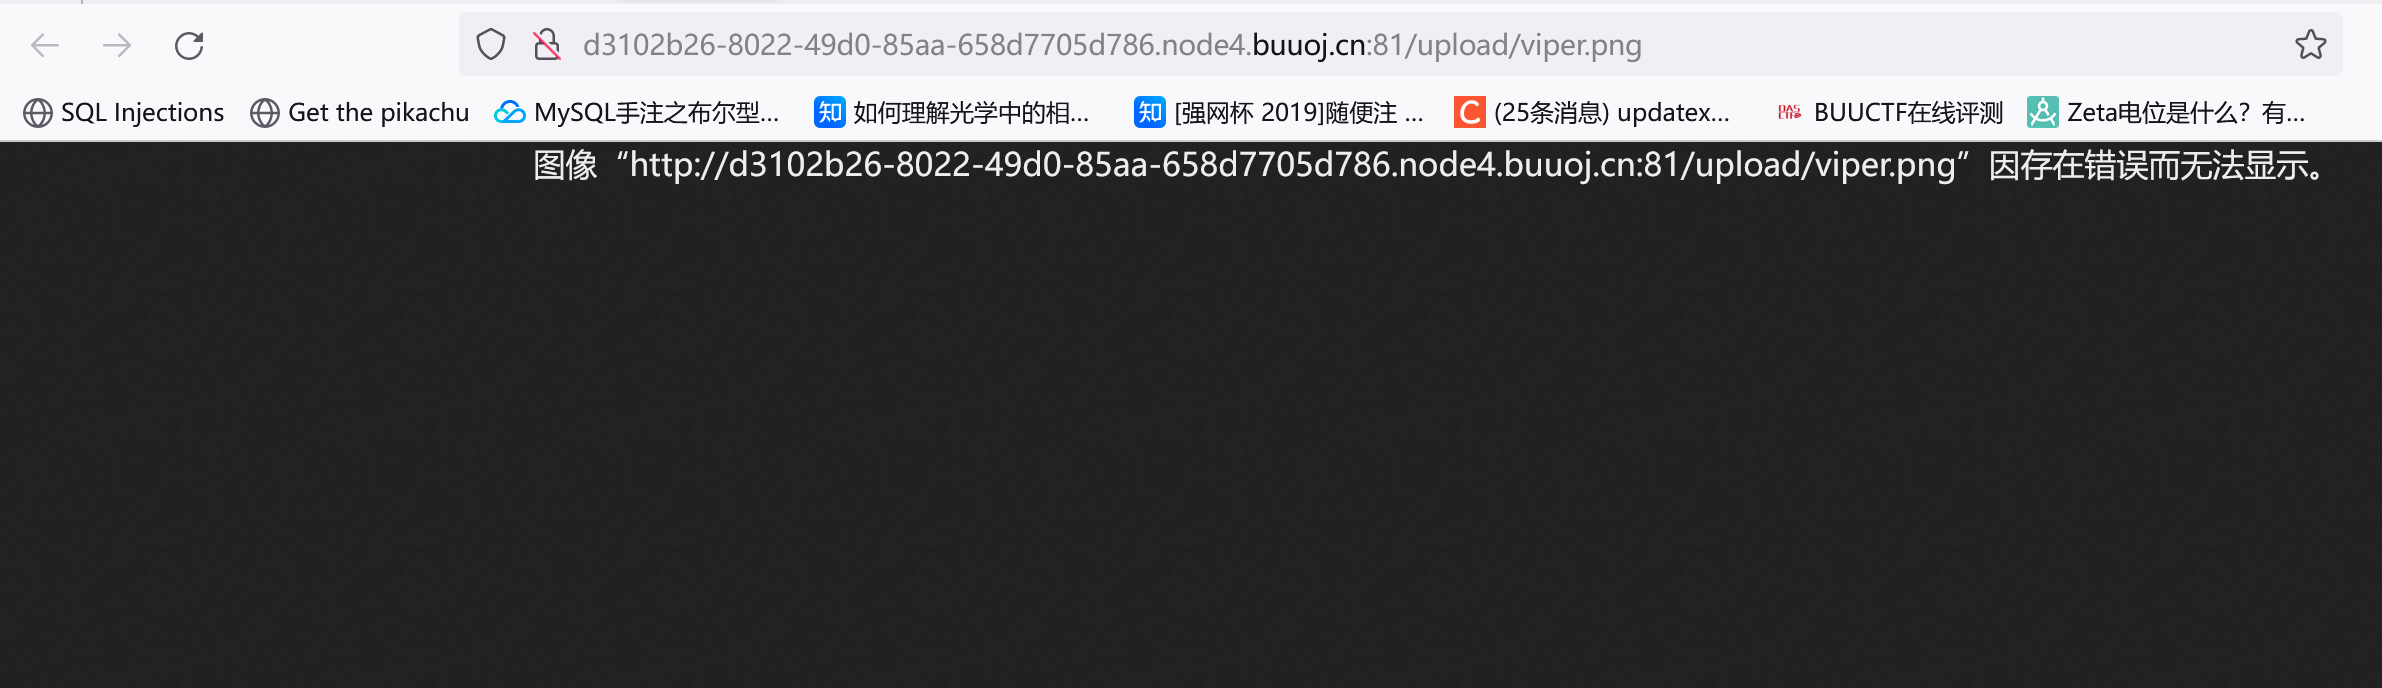 d3102b26-8022-49d0-85aa-658d7705d786.node4.buuoj.cn:81/upload/viper.png
SQL Injections Get the pikachu MySQL手注之布尔型... 知 如何理解光学中的相... 知 [强网杯 2019]随便注 ... C (25条消息) updatex... BUUCTF在线评测 Zeta电位是什么？有...
图像“http://d3102b26-8022-49d0-85aa-658d7705d786.node4.buuoj.cn:81/upload/viper.png”因存在错误而无法显示。